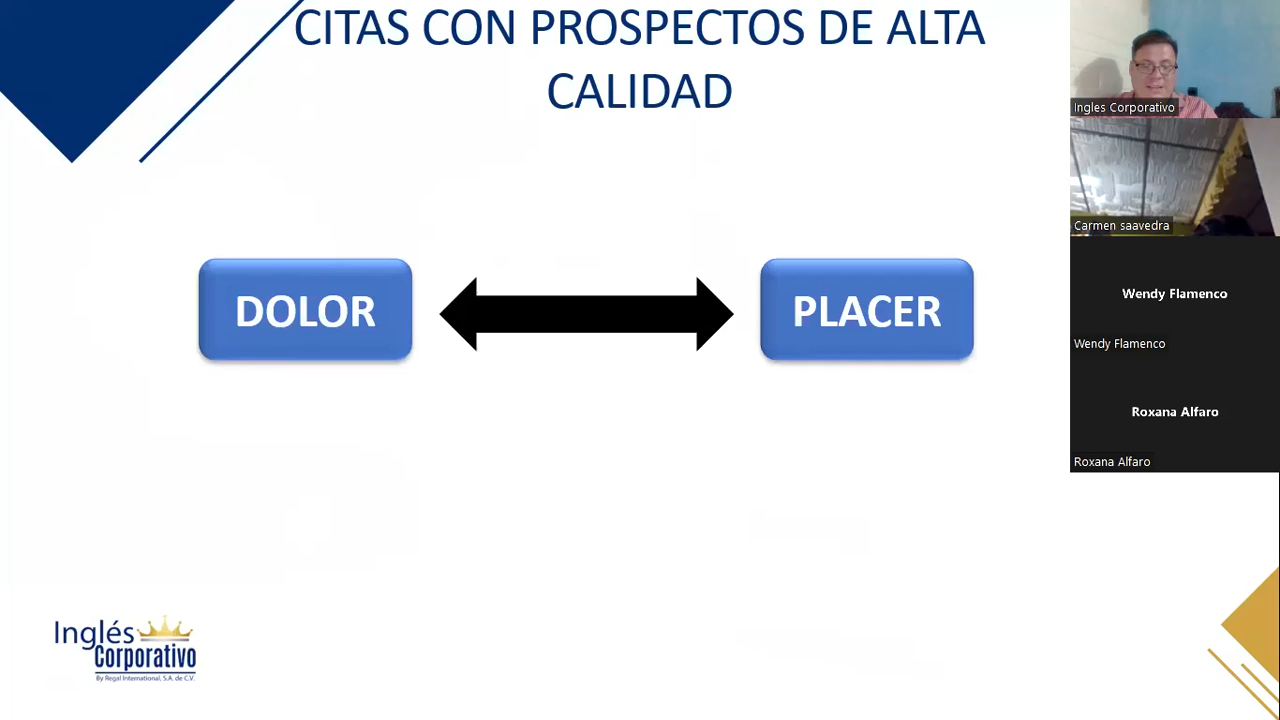 CITAS CON PROSPECTOS DE ALTA
CALIDAD
DOLOR
PLACER
Inglés
Corporativo
By Regal International, S.A. de C.V.
Ingles Corporativo
Carmen saavedra
Wendy Flamenco
Wendy Flamenco
Roxana Alfaro
Roxana Alfaro